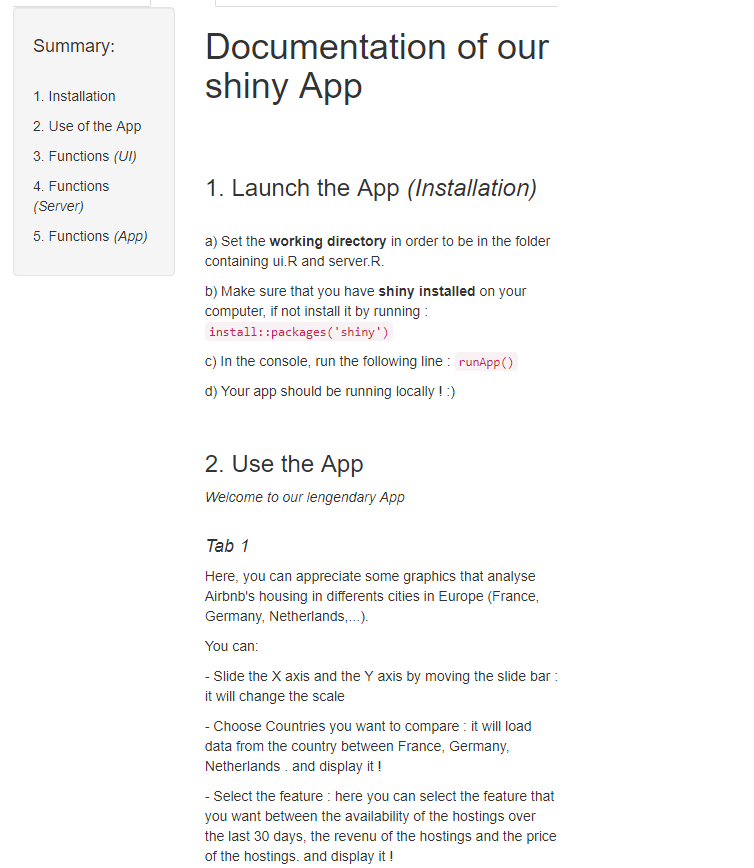 Summary:
1. Installation
2. Use of the App
3. Functions (UI)
4. Functions
(Server)
5. Functions (App)
Documentation of our
shiny App
1. Launch the App (Installation)
a) Set the working directory in order to be in the folder
containing ui.R and server.R.
b) Make sure that you have shiny installed on your
computer, if not install it by running :
install::packages('shiny')
c) In the console, run the following line : runApp()
d) Your app should be running locally ! :)
2. Use the App
Welcome to our lengendary App
Tab 1
Here, you can appreciate some graphics that analyse
Airbnb's housing in differents cities in Europe (France,
Germany, Netherlands,...).
You can:
- Slide the X axis and the Y axis by moving the slide bar :
it will change the scale
- Choose Countries you want to compare : it will load
data from the country between France, Germany,
Netherlands . and display it !
- Select the feature : here you can select the feature that
you want between the availability of the hostings over
the last 30 days, the revenu of the hostings and the price
of the hostings. and display it !